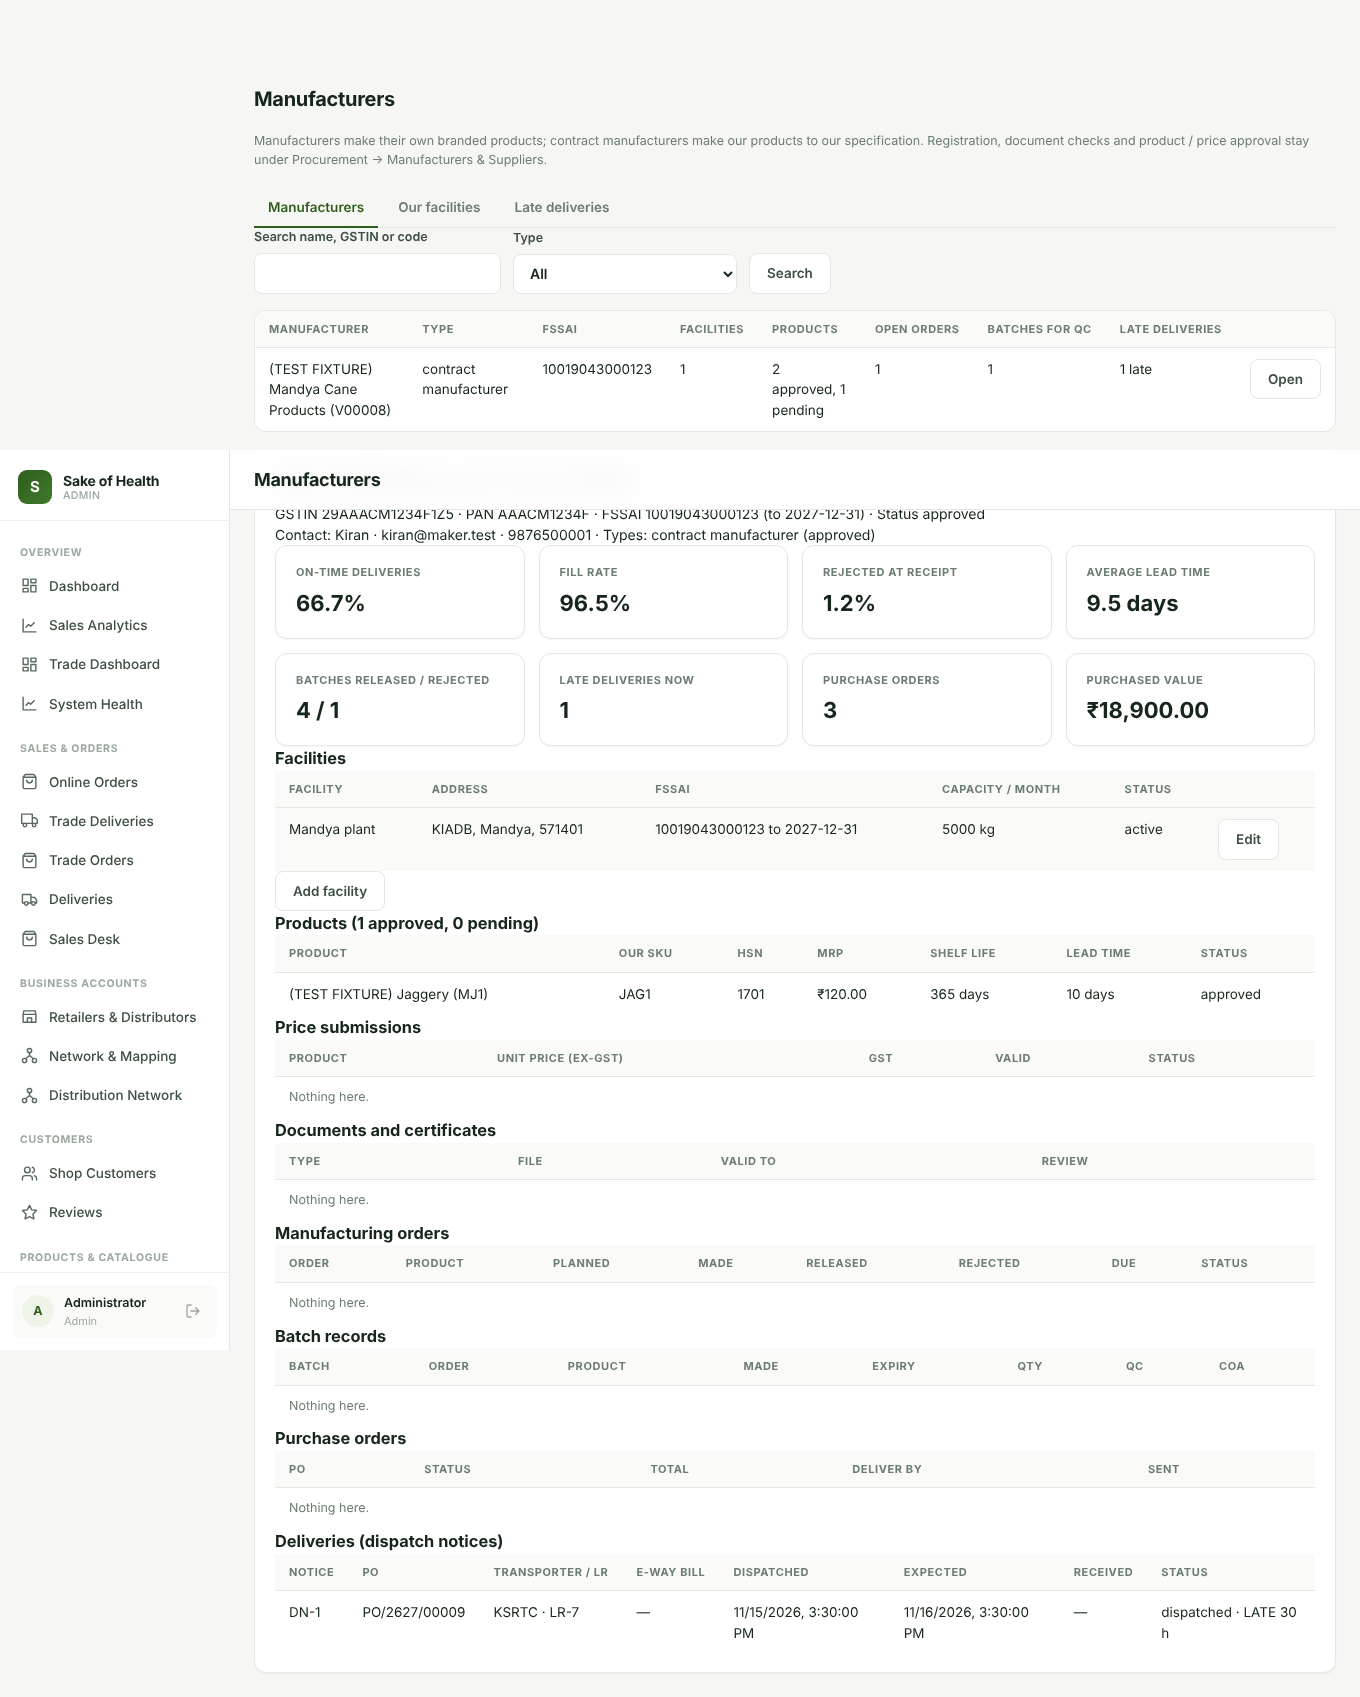 Manufacturers
Manufacturers make their own branded products; contract manufacturers make our products to our specification. Registration, document checks and product / price approval stay
under Procurement → Manufacturers & Suppliers.
Manufacturers Our facilities Late deliveries
Search name, GSTIN or code Type
All Search
MANUFACTURER TYPE FSSAI FACILITIES PRODUCTS OPEN ORDERS BATCHES FOR QC LATE DELIVERIES
(TEST FIXTURE) contract 10019043000123 1 2 1 1 1 late Open
Mandya Cane manufacturer approved, 1
Products (V00008) pending
S Sake of Health
ADMIN
Manufacturers
OVERVIEW
Dashboard
Sales Analytics
Trade Dashboard
System Health
SALES & ORDERS
Online Orders
Trade Deliveries
Trade Orders
Deliveries
Sales Desk
BUSINESS ACCOUNTS
Retailers & Distributors
Network & Mapping
Distribution Network
CUSTOMERS
Shop Customers
Reviews
PRODUCTS & CATALOGUE
A Administrator
Admin
GSTIN 29AAACM1234F1Z5 · PAN AAACM1234F · FSSAI 10019043000123 (to 2027-12-31) · Status approved
Contact: Kiran · kiran@maker.test · 9876500001 · Types: contract manufacturer (approved)
ON-TIME DELIVERIES FILL RATE REJECTED AT RECEIPT AVERAGE LEAD TIME
66.7% 96.5% 1.2% 9.5 days
BATCHES RELEASED / REJECTED LATE DELIVERIES NOW PURCHASE ORDERS PURCHASED VALUE
4 / 1 1 3 ₹18,900.00
Facilities
FACILITY ADDRESS FSSAI CAPACITY / MONTH STATUS
Mandya plant KIADB, Mandya, 571401 10019043000123 to 2027-12-31 5000 kg active Edit
Add facility
Products (1 approved, 0 pending)
PRODUCT OUR SKU HSN MRP SHELF LIFE LEAD TIME STATUS
(TEST FIXTURE) Jaggery (MJ1) JAG1 1701 ₹120.00 365 days 10 days approved
Price submissions
PRODUCT UNIT PRICE (EX-GST) GST VALID STATUS
Nothing here.
Documents and certificates
TYPE FILE VALID TO REVIEW
Nothing here.
Manufacturing orders
ORDER PRODUCT PLANNED MADE RELEASED REJECTED DUE STATUS
Nothing here.
Batch records
BATCH ORDER PRODUCT MADE EXPIRY QTY QC COA
Nothing here.
Purchase orders
PO STATUS TOTAL DELIVER BY SENT
Nothing here.
Deliveries (dispatch notices)
NOTICE PO TRANSPORTER / LR E-WAY BILL DISPATCHED EXPECTED RECEIVED STATUS
DN-1 PO/2627/00009 KSRTC · LR-7 — 11/15/2026, 3:30:00 11/16/2026, 3:30:00 — dispatched · LATE 30
PM PM h